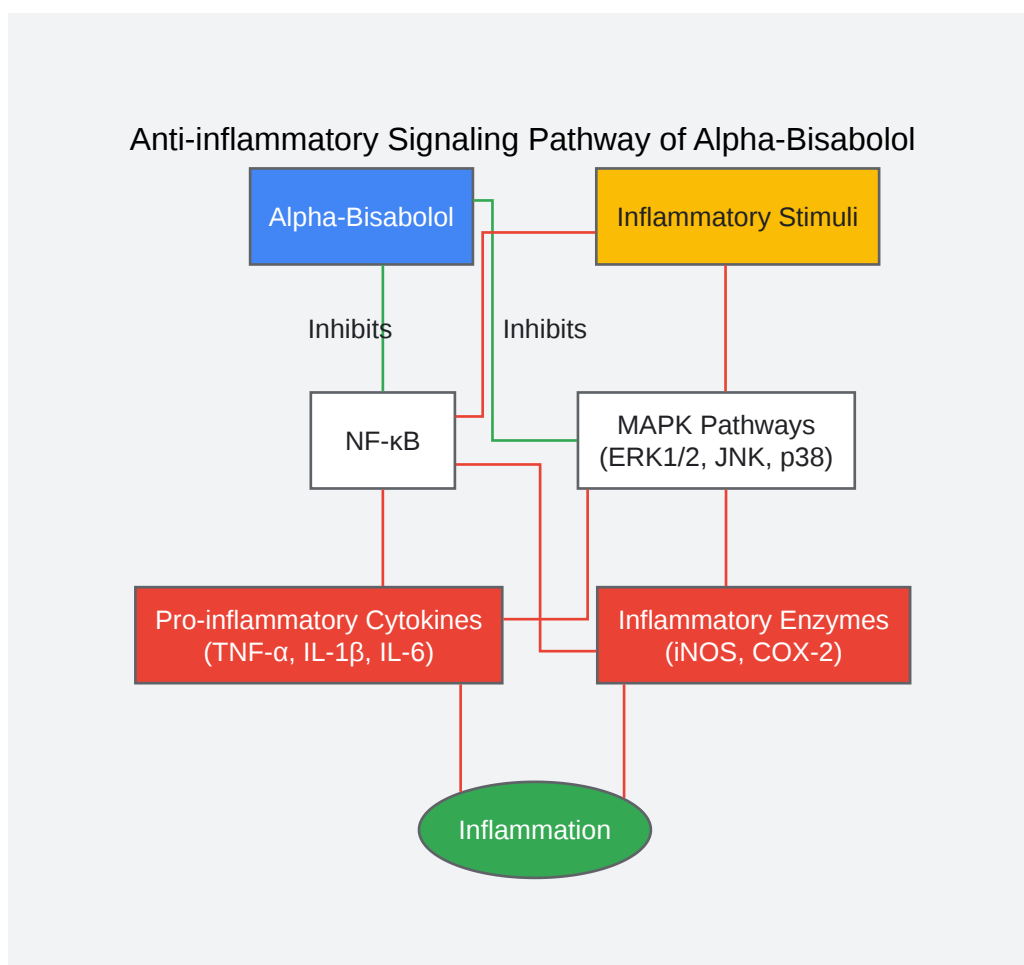 Anti-inflammatory Signaling Pathway of Alpha-Bisabolol
Alpha-Bisabolol
Inflammatory Stimuli
Inhibits
Inhibits
NF-κB
MAPK Pathways
(ERK1/2, JNK, p38)
Pro-inflammatory Cytokines
(TNF-α, IL-1β, IL-6)
Inflammatory Enzymes
(iNOS, COX-2)
Inflammation